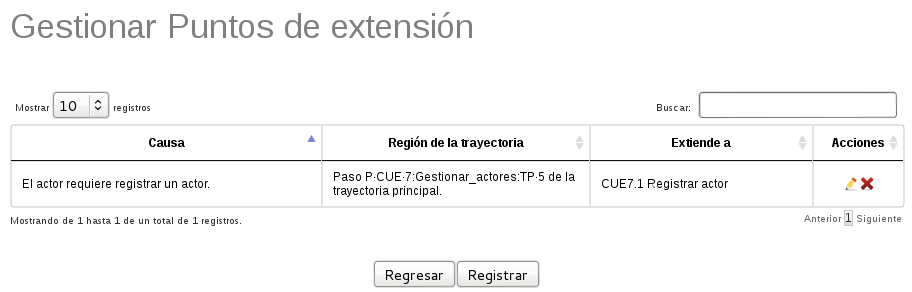 Gestionar Puntos de extensión
Mostrar 10 registros Buscar:
Causa Región de la trayectoria Extiende a Acciones
El actor requiere registrar un actor. Paso P·CUE·7:Gestionar_actores:TP·5 de la trayectoria principal. CUE7.1 Registrar actor
Mostrando de 1 hasta 1 de un total de 1 registros. Anterior 1 Siguiente
Regresar Registrar